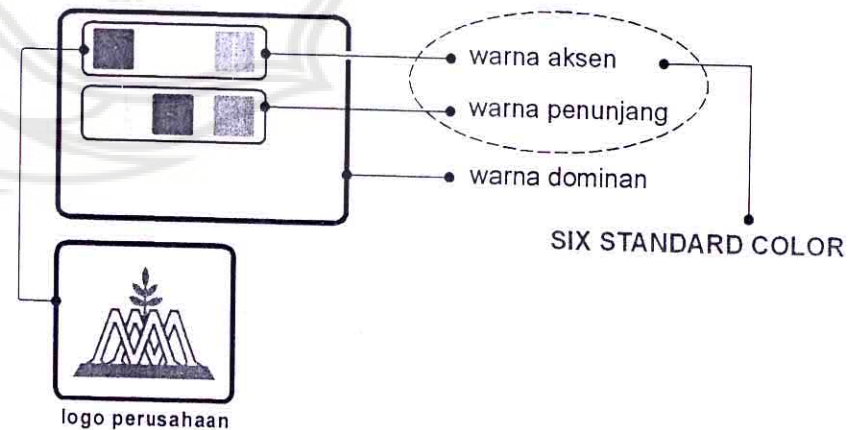 warna aksen
warna penunjang
warna dominan
SIX STANDARD COLOR
logo perusahaan